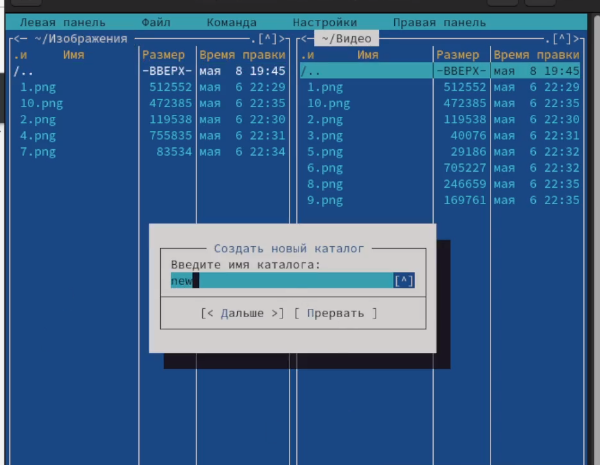 Левая панель Файл Команда Настройки Правая панель
<— ~/Изображения .[^]> <— ~/Видео .[^]>
.и Имя Размер Время правки .и Имя Размер Время правки
/.. -ВВЕРХ- мая 8 19:45 /.. -ВВЕРХ- мая 8 19:45
1.png 512552 мая 6 22:29 1.png 512552 мая 6 22:29
10.png 472385 мая 6 22:35 10.png 472385 мая 6 22:35
2.png 119538 мая 6 22:30 2.png 119538 мая 6 22:30
4.png 755835 мая 6 22:31 3.png 40076 мая 6 22:31
7.png 83534 мая 6 22:34 5.png 29186 мая 6 22:32
6.png 705227 мая 6 22:32
8.png 246659 мая 6 22:35
9.png 169761 мая 6 22:35
Создать новый каталог
Введите имя каталога:
new [^]
[< Дальше >] [ Прервать ]